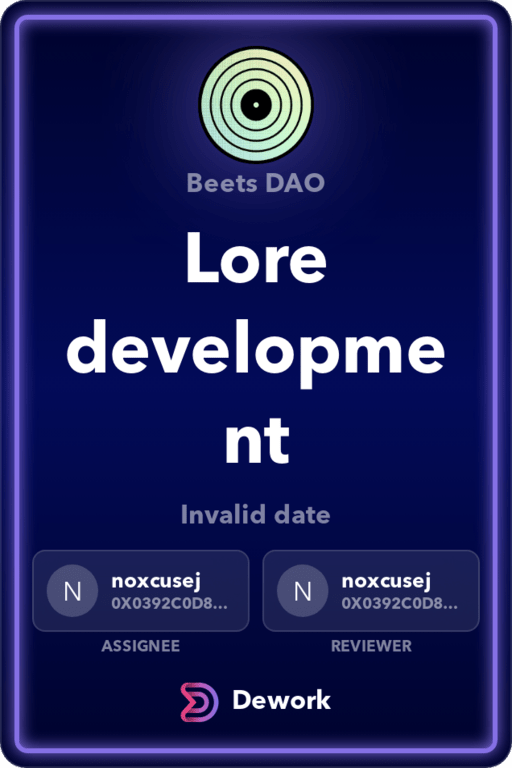 Beets DAO
Lore
developme
nt
Invalid date
N noxcusej N noxcusej
0X0392C0D8... 0X0392C0D8...
ASSIGNEE REVIEWER
Dework